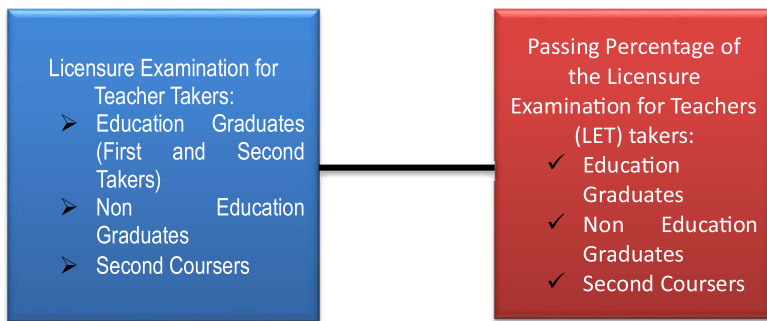 Licensure Examination for
Teacher Takers:
➢ Education Graduates
(First and Second
Takers)
➢ Non Education
Graduates
➢ Second Coursers
Passing Percentage of
the Licensure
Examination for Teachers
(LET) takers:
✓ Education
Graduates
✓ Non Education
Graduates
✓ Second Coursers